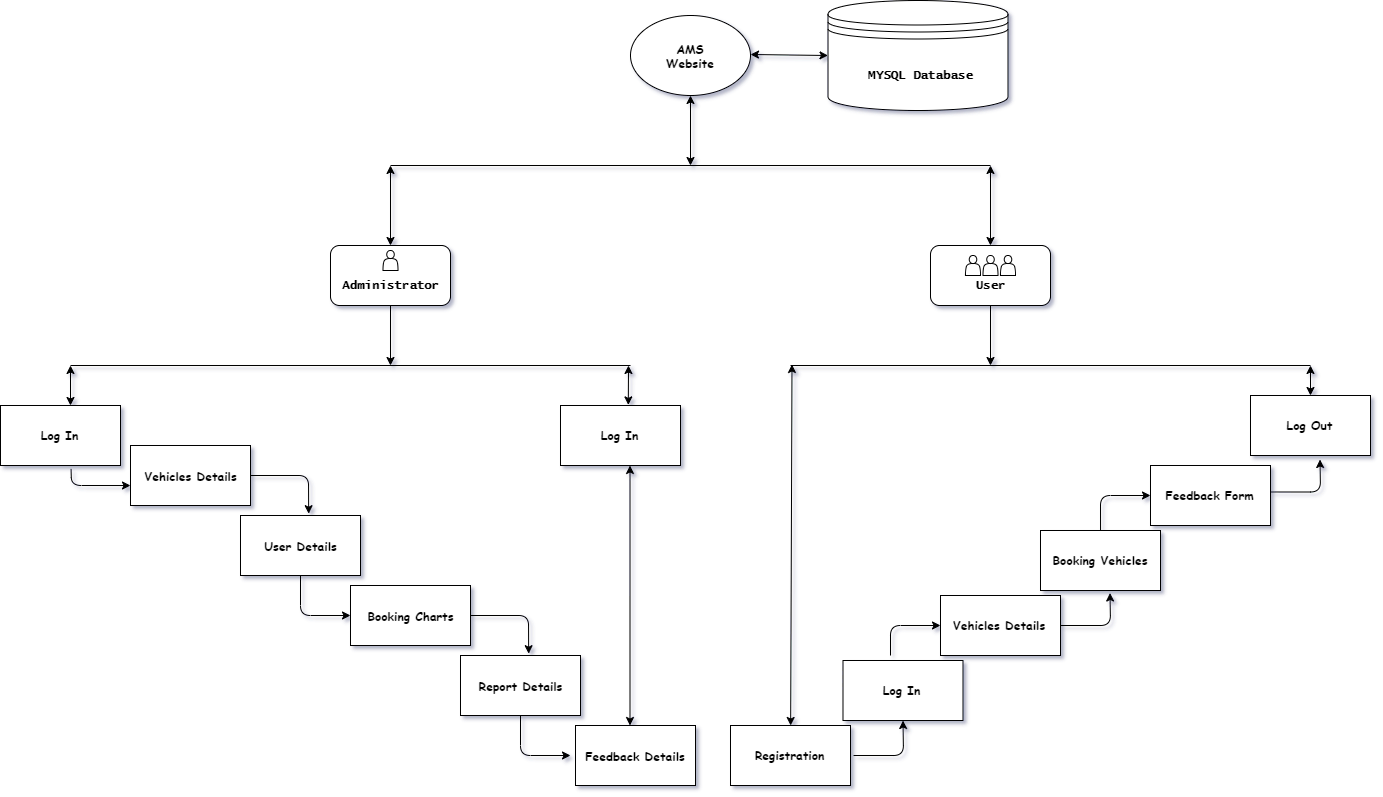 AMS
Website
MYSQL Database
Administrator
User
Log In
Log In
Log Out
Vehicles Details
Feedback Form
User Details
Booking Vehicles
Booking Charts
Vehicles Details
Report Details
Log In
Feedback Details
Registration